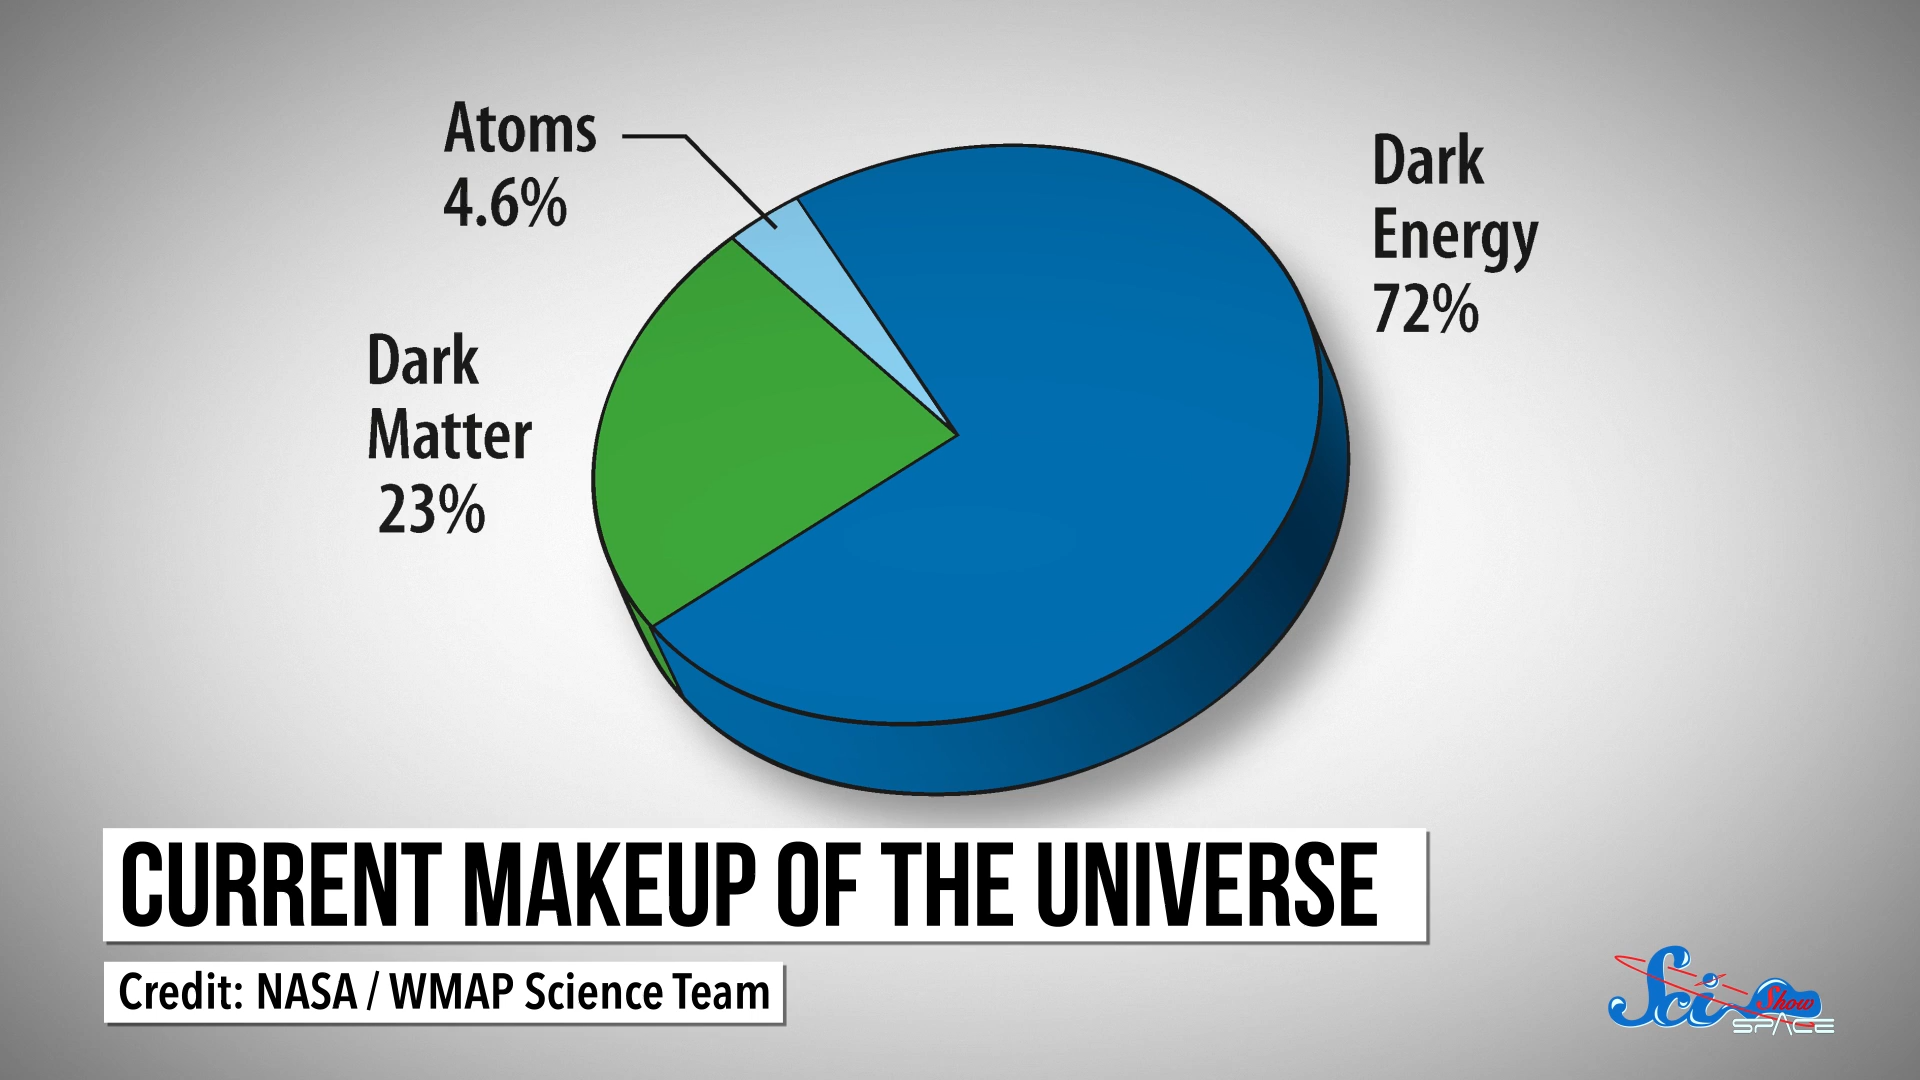 Atoms
4.6%
Dark
Energy
72%
Dark
Matter
23%
CURRENT MAKEUP OF THE UNIVERSE
Credit: NASA / WMAP Science Team
Sci Show
SPACE